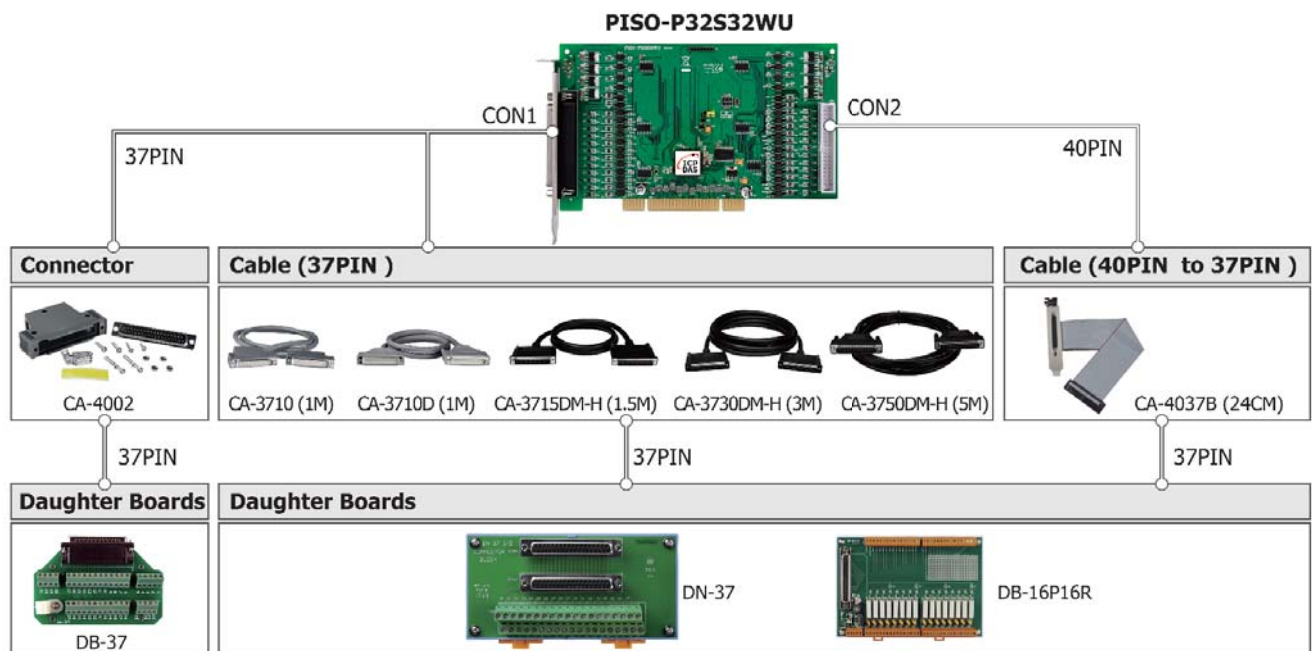 PISO-P32S32WU
CON1
CON2
37PIN
40PIN
ICP
DAS
Connector
Cable (37PIN )
Cable (40PIN to 37PIN )
CA-4002
CA-3710 (1M)
CA-3710D (1M)
CA-3715DM-H (1.5M)
CA-3730DM-H (3M)
CA-3750DM-H (5M)
CA-4037B (24CM)
37PIN
37PIN
37PIN
Daughter Boards
Daughter Boards
DB-37
DN-37
DB-16P16R